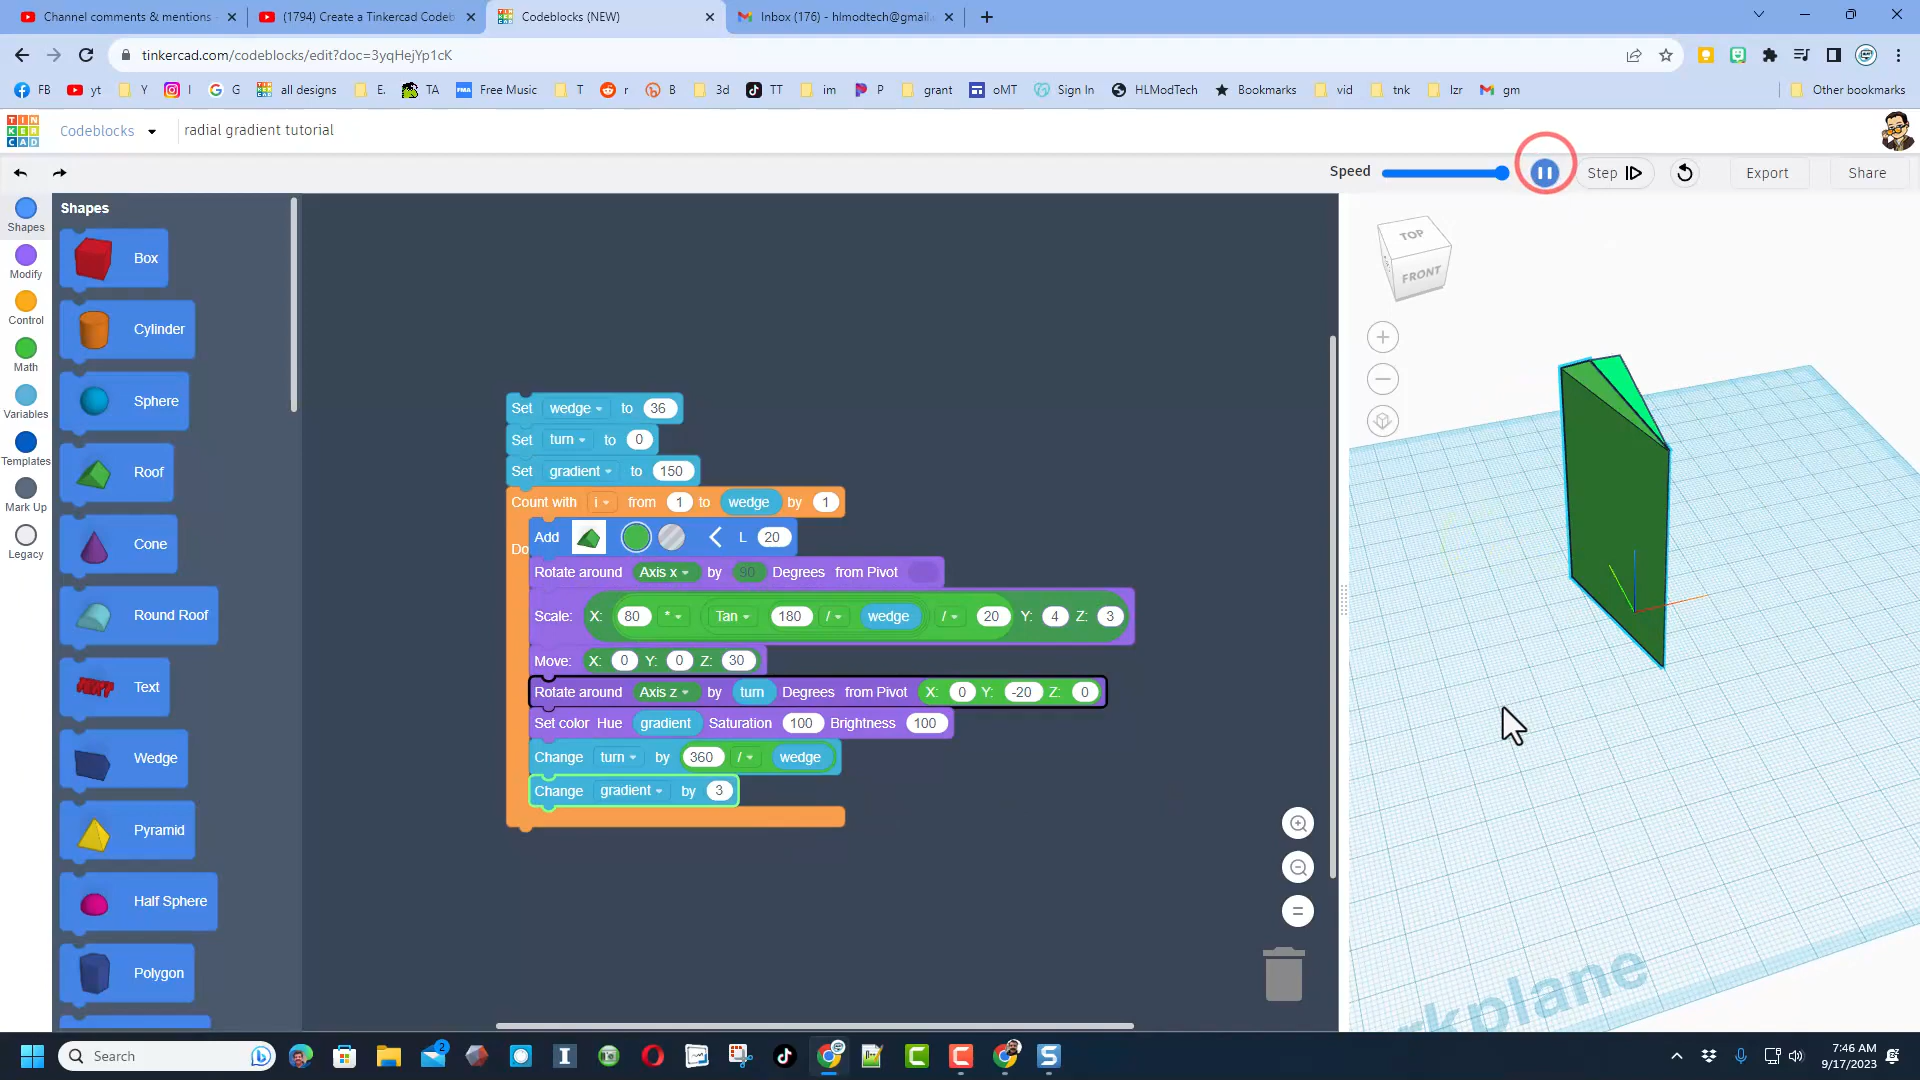 Channel comments & mentions -
(1794) Create a Tinkercad Codeb
Codeblocks (NEW)
Inbox (176) - hlmodtech@gmail.c
tinkercad.com/codeblocks/edit?doc=3yqHejYp1cK
FB
yt
Y
I
G
all designs
E.
TA
Free Music
T
r
B
3d
TT
im
P
grant
oMT
Sign In
HLModTech
Bookmarks
vid
tnk
lzr
gm
Other bookmarks
TIN
KER
CAD
Codeblocks
radial gradient tutorial
Speed
Step
Export
Share
Shapes
Modify
Control
Math
Variables
Templates
Mark Up
Legacy
Shapes
Box
Cylinder
Sphere
Roof
Cone
Round Roof
Text
Wedge
Pyramid
Half Sphere
Polygon
Set wedge to 36
Set turn to 0
Set gradient to 150
Count with i from 1 to wedge by 1
Do
Add L 20
Rotate around Axis x by 90 Degrees from Pivot
Scale: X: 80 * Tan 180 / wedge / 20 Y: 4 Z: 3
Move: X: 0 Y: 0 Z: 30
Rotate around Axis z by turn Degrees from Pivot X: 0 Y: -20 Z: 0
Set color Hue gradient Saturation 100 Brightness 100
Change turn by 360 / wedge
Change gradient by 3
TOP
FRONT
rkplane
Search
2
7:46 AM
9/17/2023